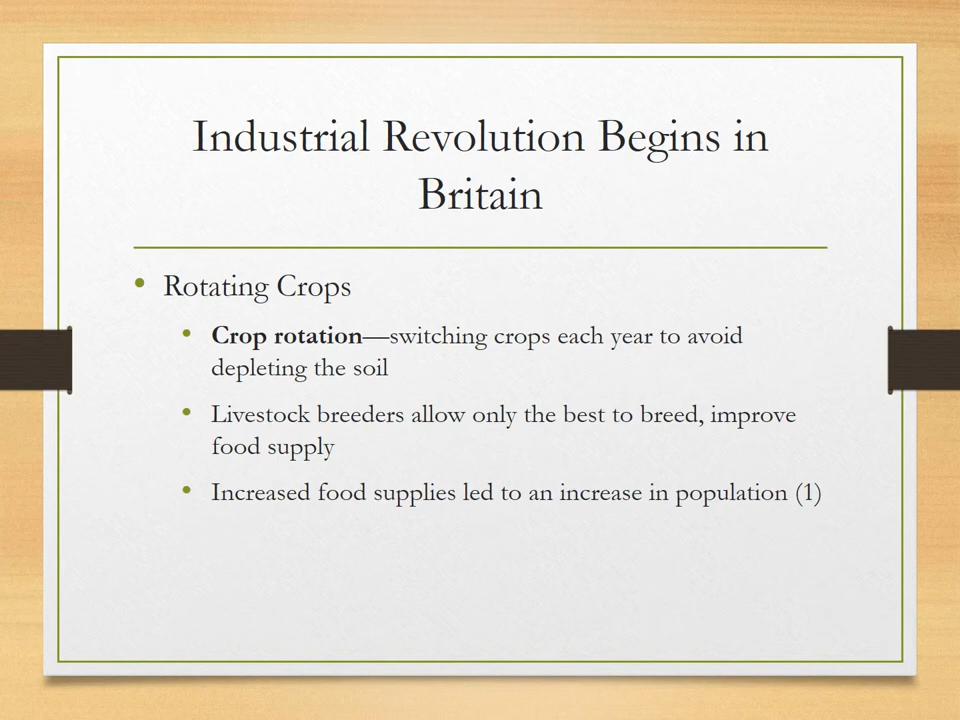 Industrial Revolution Begins in
Britain
• Rotating Crops
• Crop rotation—switching crops each year to avoid
depleting the soil
• Livestock breeders allow only the best to breed, improve
food supply
• Increased food supplies led to an increase in population (1)